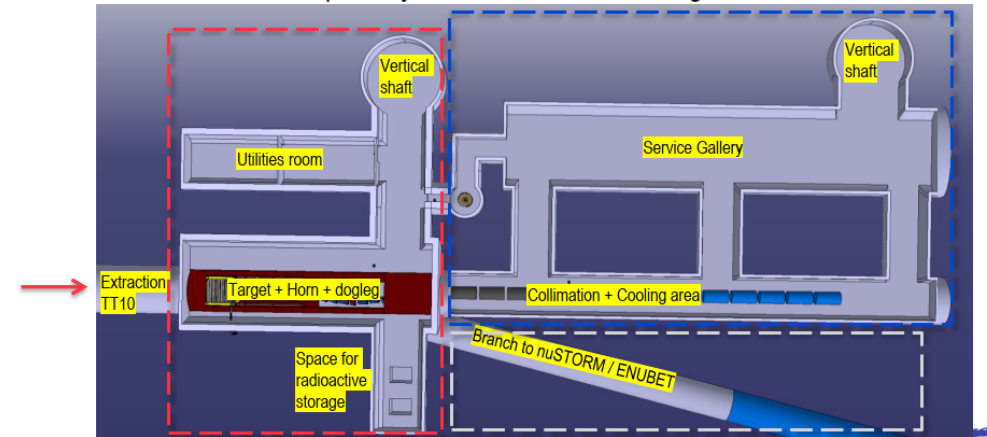 Vertical
shaft
Vertical
shaft
Utilities room
Service Gallery
Extraction
TT10
Target + Horn + dogleg
Collimation + Cooling area
Branch to nuSTORM / ENUBET
Space for
radioactive
storage